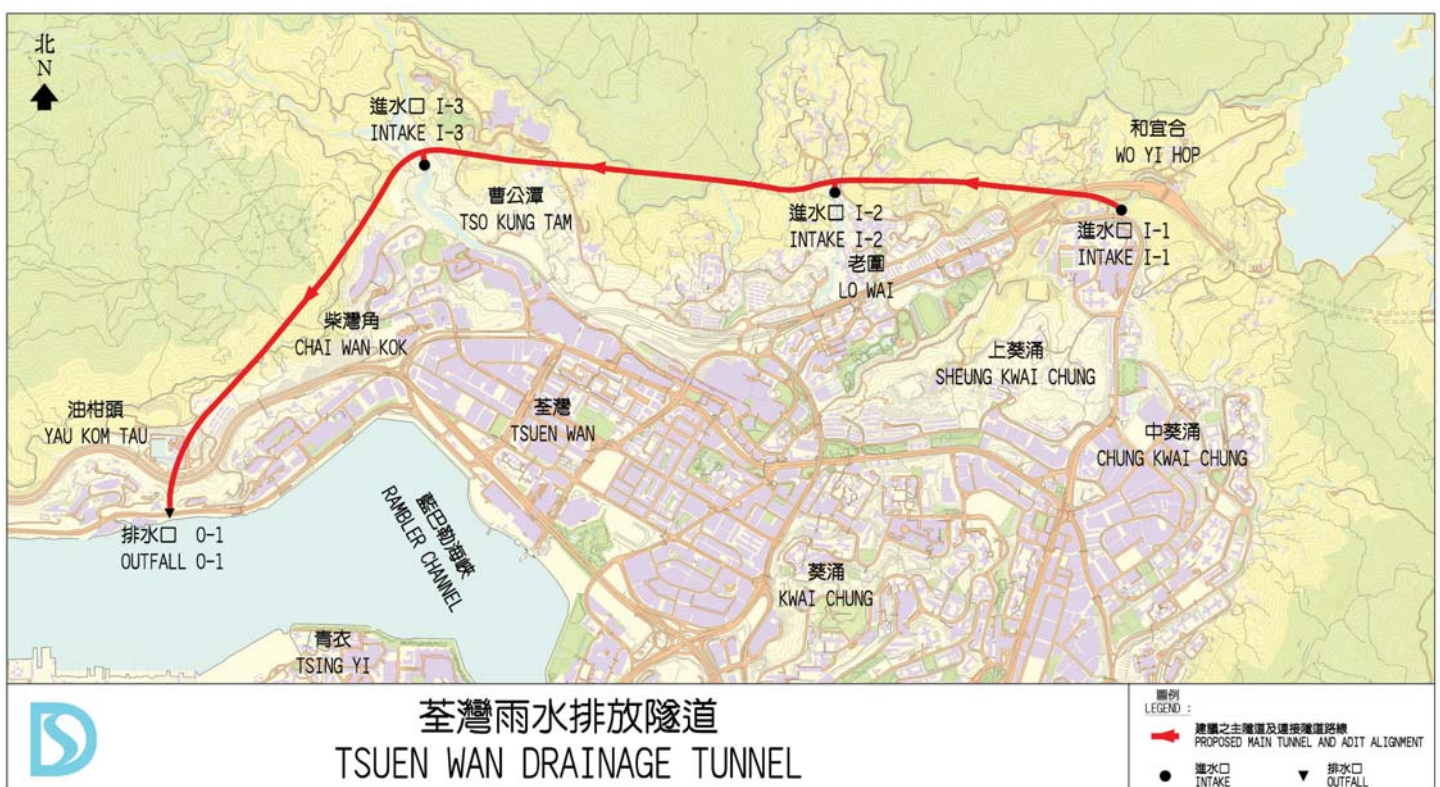 北
N
進水口 I-3
INTAKE I-3
和宜合
WO YI HOP
曹公潭
TSO KUNG TAM
進水口 I-2
INTAKE I-2
進水口 I-1
INTAKE I-1
老圍
LO WAI
柴灣角
CHAI WAN KOK
上葵涌
SHEUNG KWAI CHUNG
油柑頭
YAU KOM TAU
荃灣
TSUEN WAN
中葵涌
CHUNG KWAI CHUNG
藍巴勒海峽
RAMBLER CHANNEL
排水口 O-1
OUTFALL O-1
葵涌
KWAI CHUNG
青衣
TSING YI
荃灣雨水排放隧道
TSUEN WAN DRAINAGE TUNNEL
圖例
LEGEND :
建議之主隧道及連接隧道路線
PROPOSED MAIN TUNNEL AND ADIT ALIGNMENT
進水口
INTAKE
排水口
OUTFALL